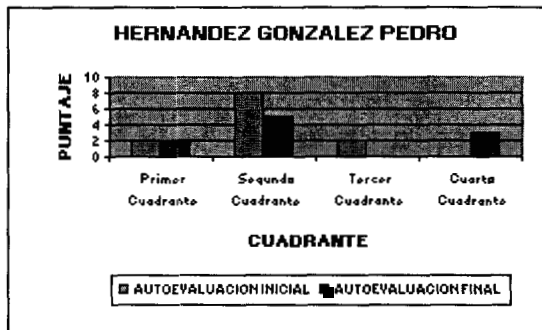 HERNANDEZ GONZALEZ PEDRO
PUNTAJE
10
8
6
4
2
0
Primer Cuadrante
Segundo Cuadrante
Tercer Cuadrante
Cuarto Cuadrante
CUADRANTE
AUTOEVALUACION INICIAL AUTOEVALUACION FINAL